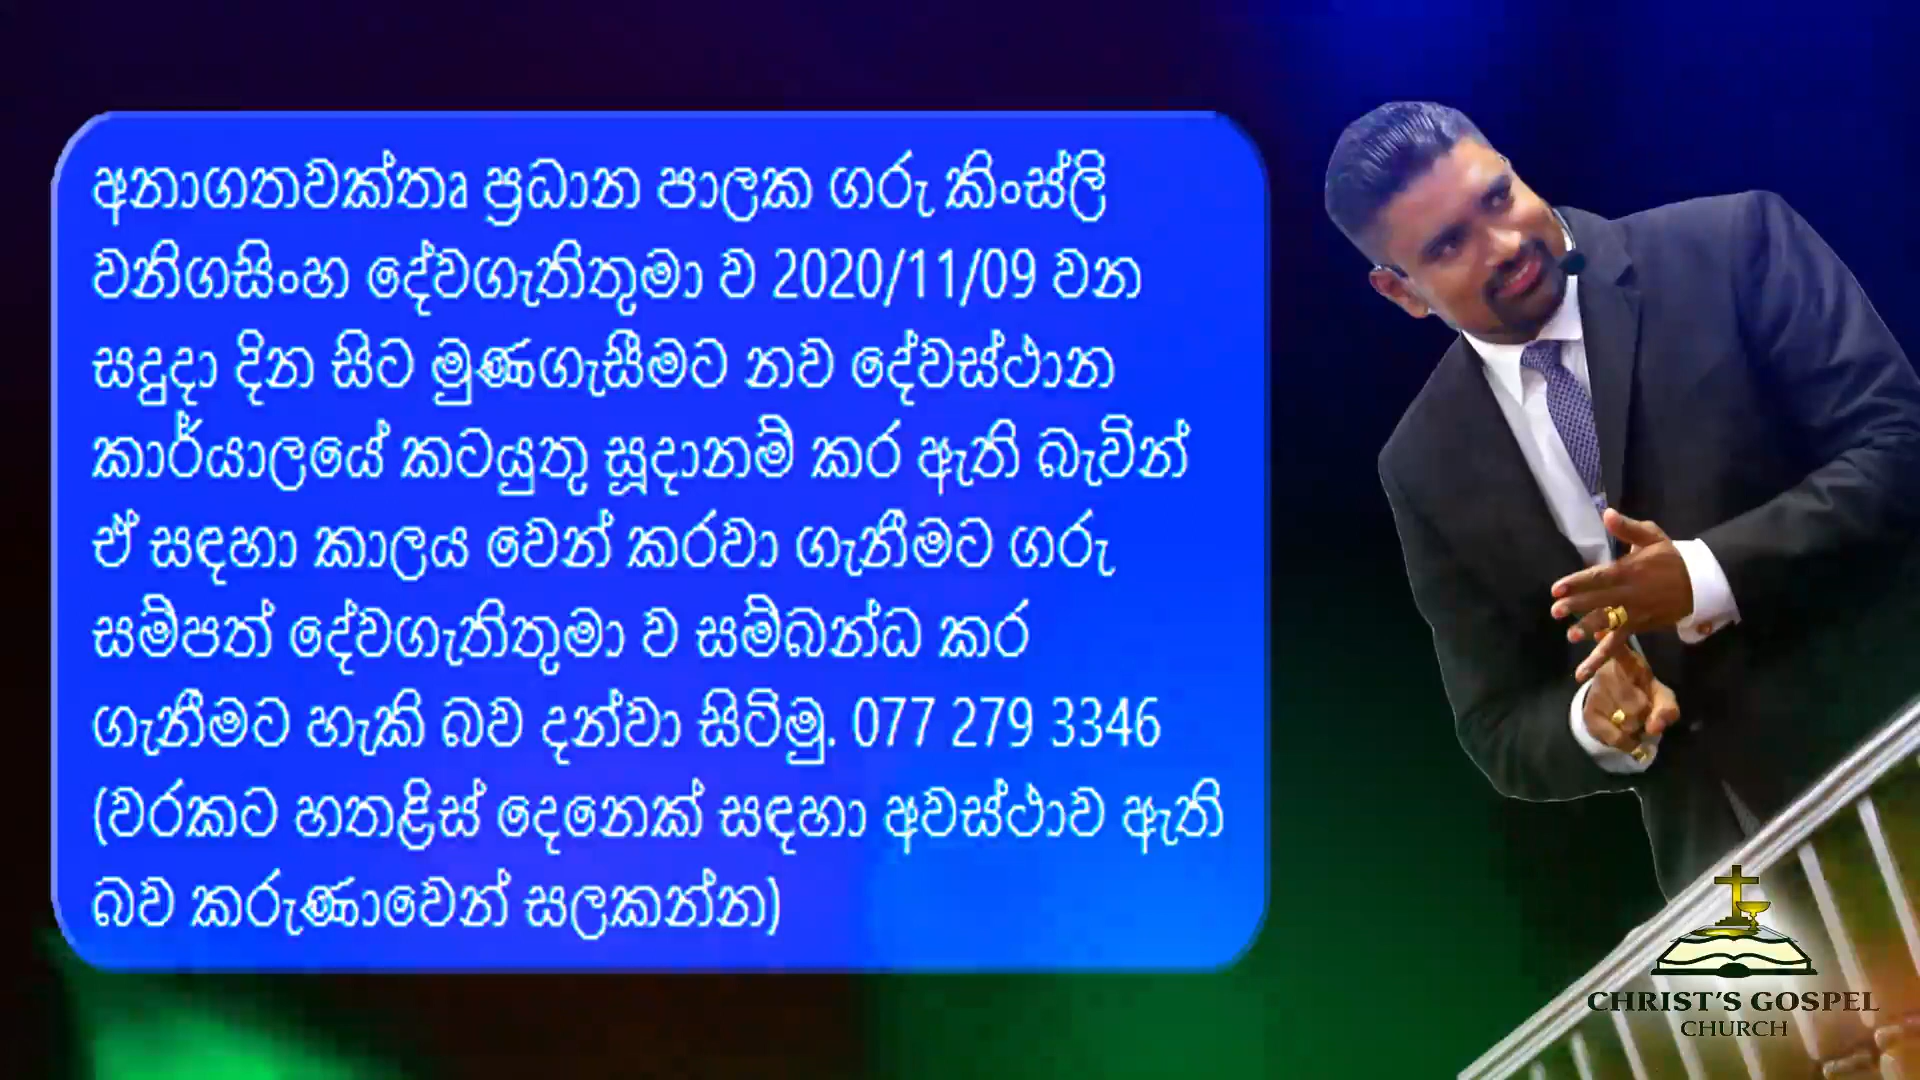 අනාගතවක්තෘ ප්‍රධාන පාලක ගරු කිංස්ලි
වනිගසිංහ දේවගැතිතුමා ව 2020/11/09 වන
සදුදා දින සිට මුණගැසීමට නව දේවස්ථාන
කාර්යාලයේ කටයුතු සූදානම් කර ඇති බැවින්
ඒ සඳහා කාලය වෙන් කරවා ගැනීමට ගරු
සම්පත් දේවගැතිතුමා ව සම්බන්ධ කර
ගැනීමට හැකි බව දන්වා සිටිමු. 077 279 3346
(වරකට හතළිස් දෙනෙක් සඳහා අවස්ථාව ඇති
බව කරුණාවෙන් සලකන්න)
CHRIST'S GOSPEL
CHURCH